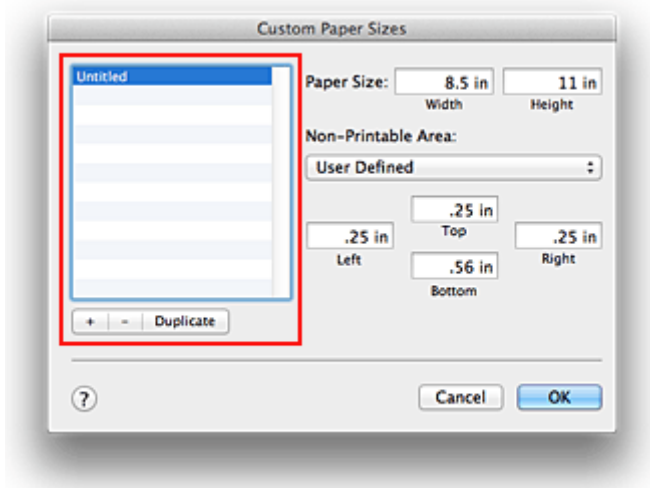 Custom Paper Sizes
Untitled
Paper Size: 8.5 in 11 in
Width Height
Non-Printable Area:
User Defined
.25 in
Top
.25 in .25 in
Left Right
.56 in
Bottom
+ - Duplicate
? Cancel OK